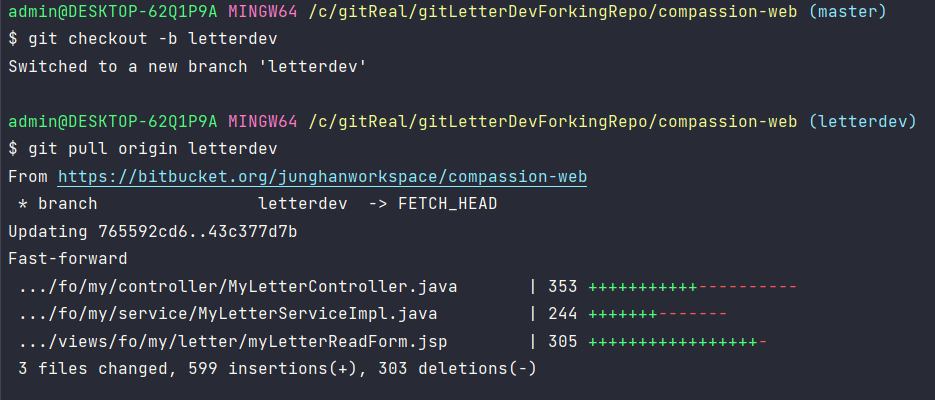 admin@DESKTOP-62Q1P9A MINGW64 /c/gitReal/gitLetterDevForkingRepo/compassion-web (master)
$ git checkout -b letterdev
Switched to a new branch 'letterdev'
admin@DESKTOP-62Q1P9A MINGW64 /c/gitReal/gitLetterDevForkingRepo/compassion-web (letterdev)
$ git pull origin letterdev
From https://bitbucket.org/junghanworkspace/compassion-web
 * branch                letterdev  -> FETCH_HEAD
Updating 765592cd6..43c377d7b
Fast-forward
 .../fo/my/controller/MyLetterController.java       | 353 +++++++++++----------
 .../fo/my/service/MyLetterServiceImpl.java         | 244 +++++++-------
 .../views/fo/my/letter/myLetterReadForm.jsp        | 305 +++++++++++++++++-
 3 files changed, 599 insertions(+), 303 deletions(-)